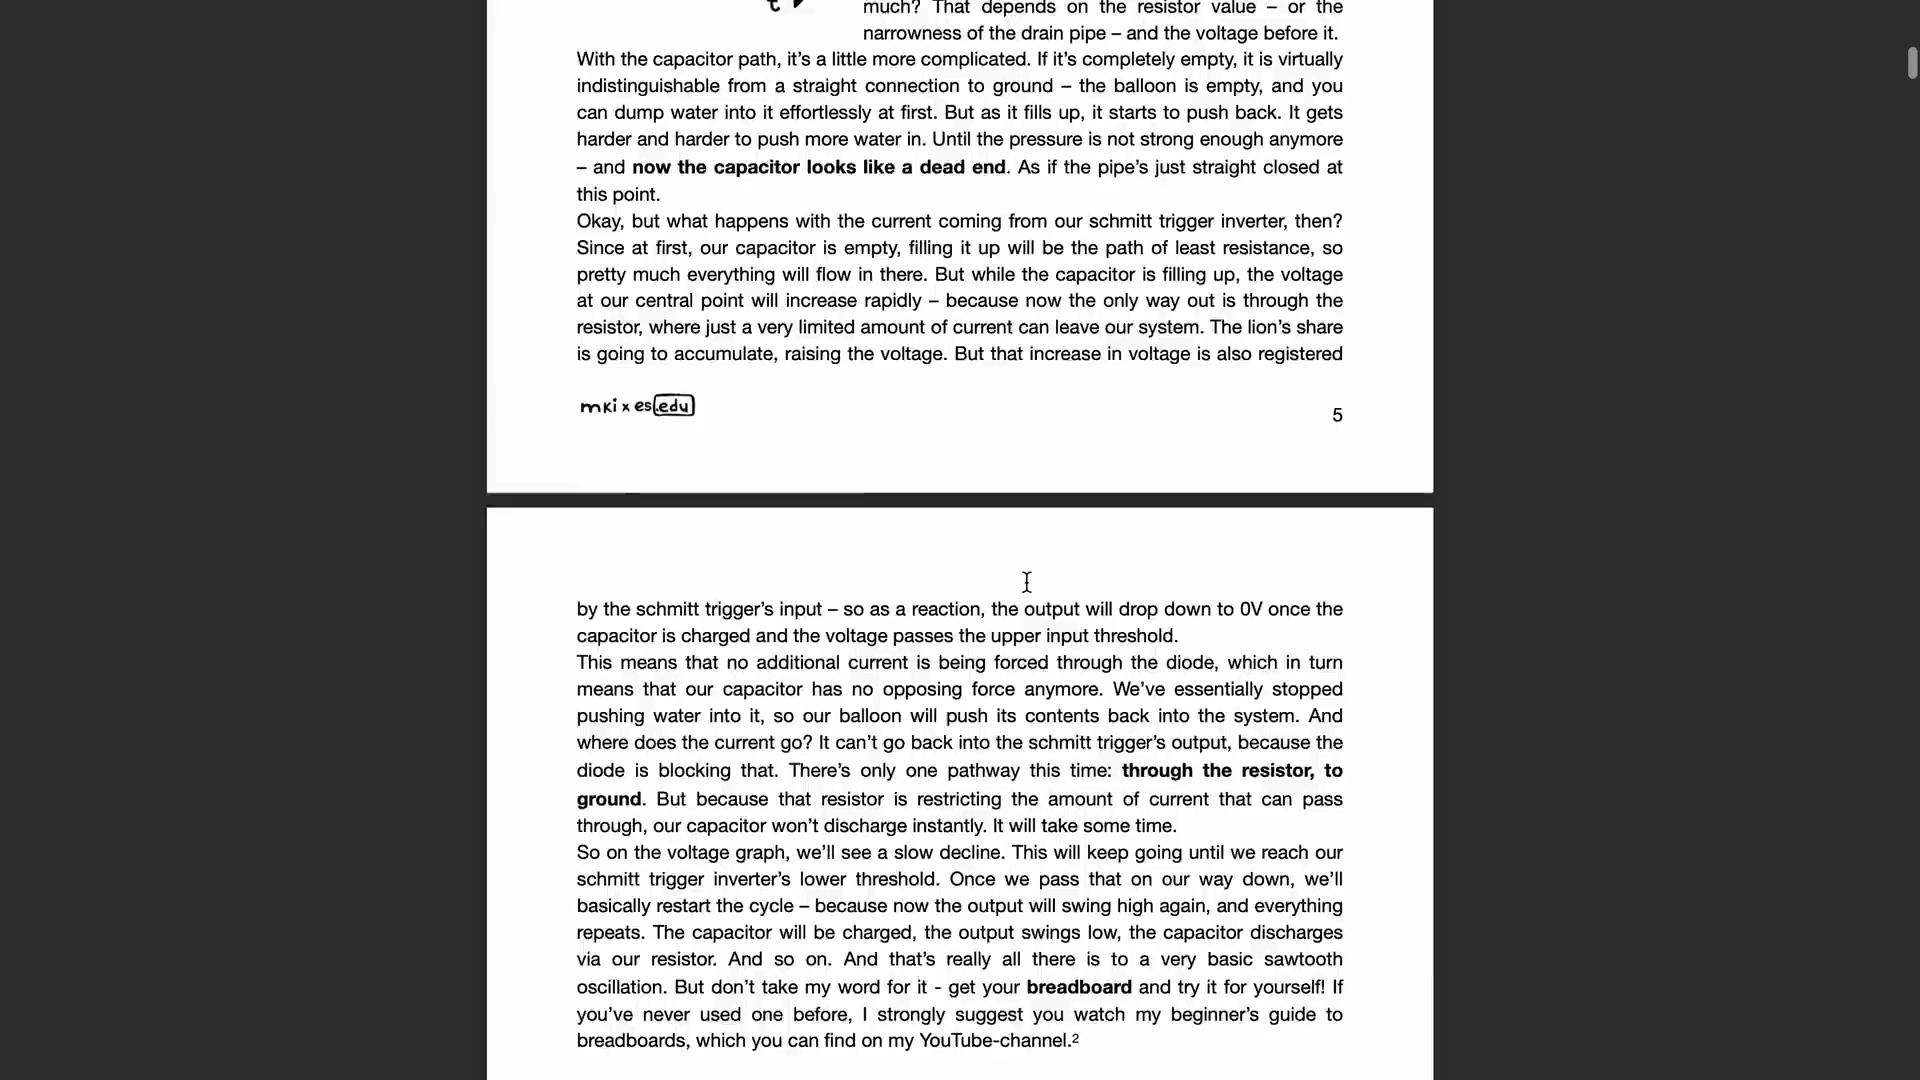 much? That depends on the resistor value – or the
narrowness of the drain pipe – and the voltage before it.
With the capacitor path, it’s a little more complicated. If it’s completely empty, it is virtually
indistinguishable from a straight connection to ground – the balloon is empty, and you
can dump water into it effortlessly at first. But as it fills up, it starts to push back. It gets
harder and harder to push more water in. Until the pressure is not strong enough anymore
– and now the capacitor looks like a dead end. As if the pipe’s just straight closed at
this point.
Okay, but what happens with the current coming from our schmitt trigger inverter, then?
Since at first, our capacitor is empty, filling it up will be the path of least resistance, so
pretty much everything will flow in there. But while the capacitor is filling up, the voltage
at our central point will increase rapidly – because now the only way out is through the
resistor, where just a very limited amount of current can leave our system. The lion’s share
is going to accumulate, raising the voltage. But that increase in voltage is also registered
mki x es.edu
5
by the schmitt trigger’s input – so as a reaction, the output will drop down to 0V once the
capacitor is charged and the voltage passes the upper input threshold.
This means that no additional current is being forced through the diode, which in turn
means that our capacitor has no opposing force anymore. We’ve essentially stopped
pushing water into it, so our balloon will push its contents back into the system. And
where does the current go? It can’t go back into the schmitt trigger’s output, because the
diode is blocking that. There’s only one pathway this time: through the resistor, to
ground. But because that resistor is restricting the amount of current that can pass
through, our capacitor won’t discharge instantly. It will take some time.
So on the voltage graph, we’ll see a slow decline. This will keep going until we reach our
schmitt trigger inverter’s lower threshold. Once we pass that on our way down, we’ll
basically restart the cycle – because now the output will swing high again, and everything
repeats. The capacitor will be charged, the output swings low, the capacitor discharges
via our resistor. And so on. And that’s really all there is to a very basic sawtooth
oscillation. But don’t take my word for it - get your breadboard and try it for yourself! If
you’ve never used one before, I strongly suggest you watch my beginner’s guide to
breadboards, which you can find on my YouTube-channel.²